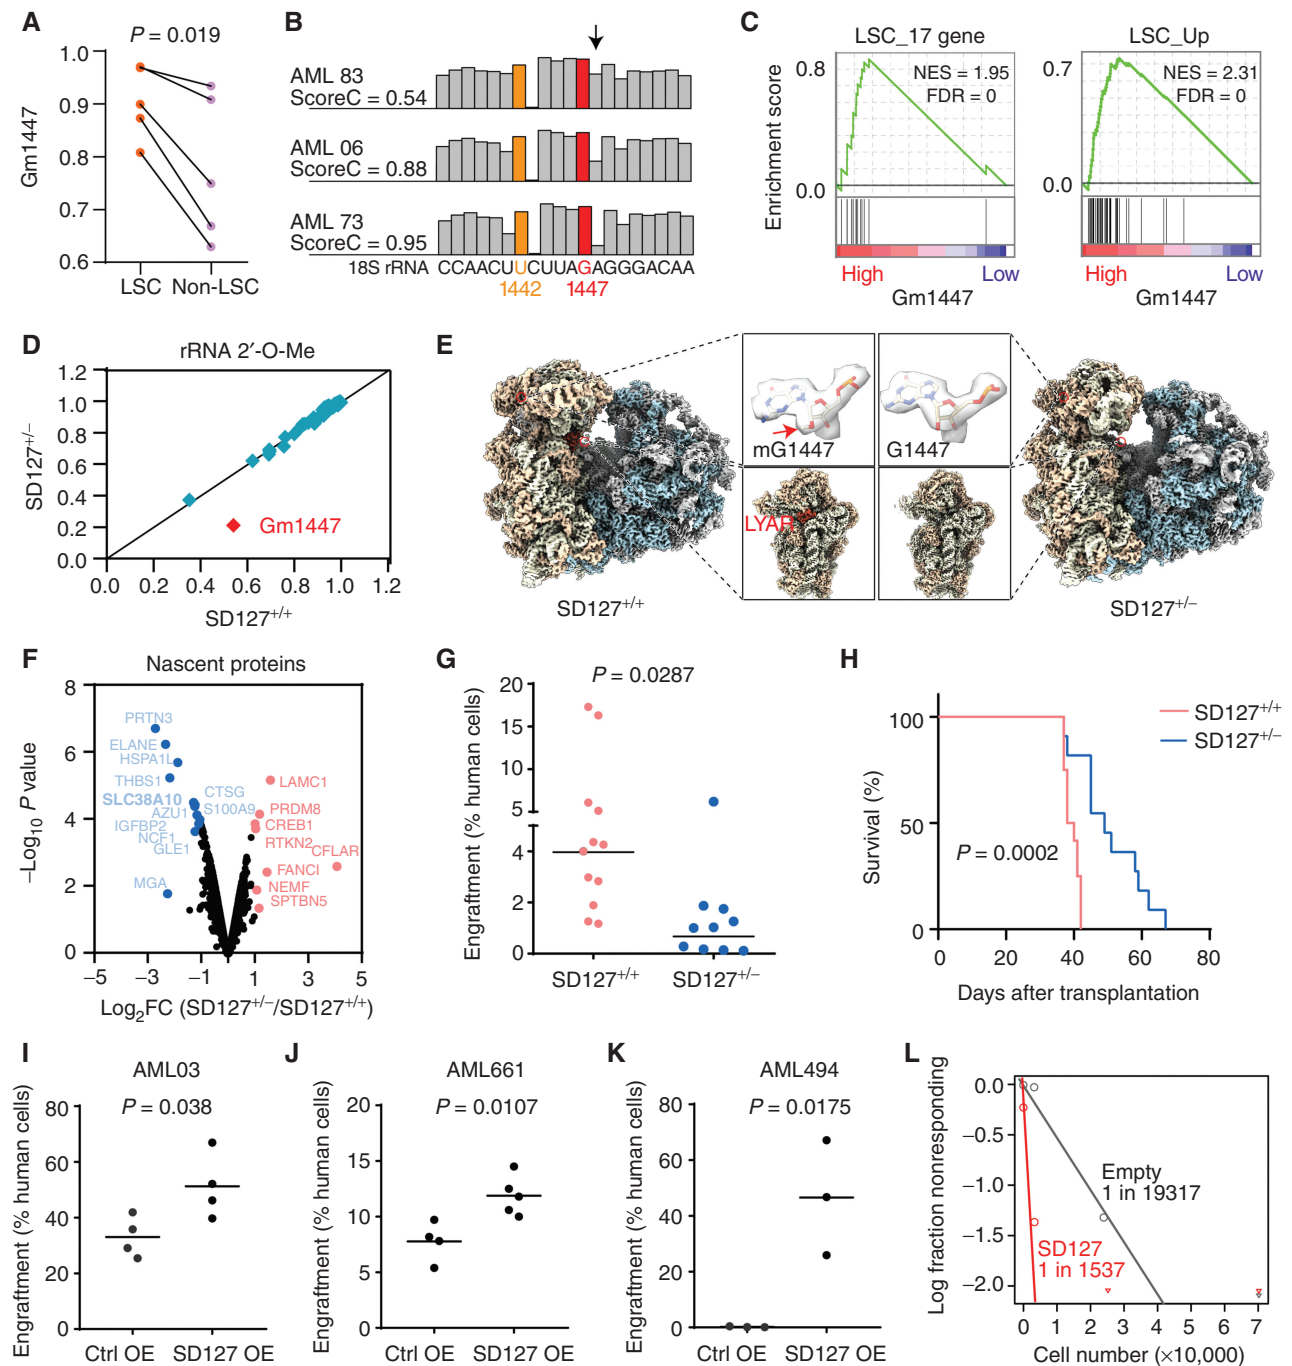 A
P = 0.019
Gm1447
1.0
0.9
0.8
0.7
0.6
LSC
Non-LSC
B
AML 83
ScoreC = 0.54
AML 06
ScoreC = 0.88
AML 73
ScoreC = 0.95
18S rRNA
CCAACUUCUUAGAGGGACAA
1442
1447
C
LSC_17 gene
Enrichment score
0.8
0.0
NES = 1.95
FDR = 0
High
Low
Gm1447
LSC_Up
0.7
0.0
NES = 2.31
FDR = 0
High
Low
Gm1447
D
rRNA 2′-O-Me
SD127+/−
1.2
1.0
0.8
0.6
0.4
0.2
0.0
Gm1447
0.0
0.2
0.4
0.6
0.8
1.0
1.2
SD127+/+
E
mG1447
G1447
LYAR
SD127+/+
SD127+/−
F
Nascent proteins
−Log10 P value
8
6
4
2
0
PRTN3
ELANE
HSPA1L
THBS1
SLC38A10
CTSG
S100A9
AZU1
IGFBP2
NCF1
GLE1
MGA
LAMC1
PRDM8
CREB1
RTKN2
CFLAR
FANCI
NEMF
SPTBN5
−5
−3
−1
1
3
5
Log2FC (SD127+/−/SD127+/+)
G
P = 0.0287
Engraftment (% human cells)
20
15
10
5
4
2
0
SD127+/+
SD127+/−
H
Survival (%)
100
50
0
SD127+/+
SD127+/−
P = 0.0002
0
20
40
60
80
Days after transplantation
I
AML03
P = 0.038
Engraftment (% human cells)
80
60
40
20
0
Ctrl OE
SD127 OE
J
AML661
P = 0.0107
Engraftment (% human cells)
20
15
10
5
0
Ctrl OE
SD127 OE
K
AML494
P = 0.0175
Engraftment (% human cells)
80
60
40
20
0
Ctrl OE
SD127 OE
L
Log fraction nonresponding
0.0
−0.5
−1.0
−1.5
−2.0
Empty
1 in 19317
SD127
1 in 1537
0
1
2
3
4
5
6
7
Cell number (×10,000)